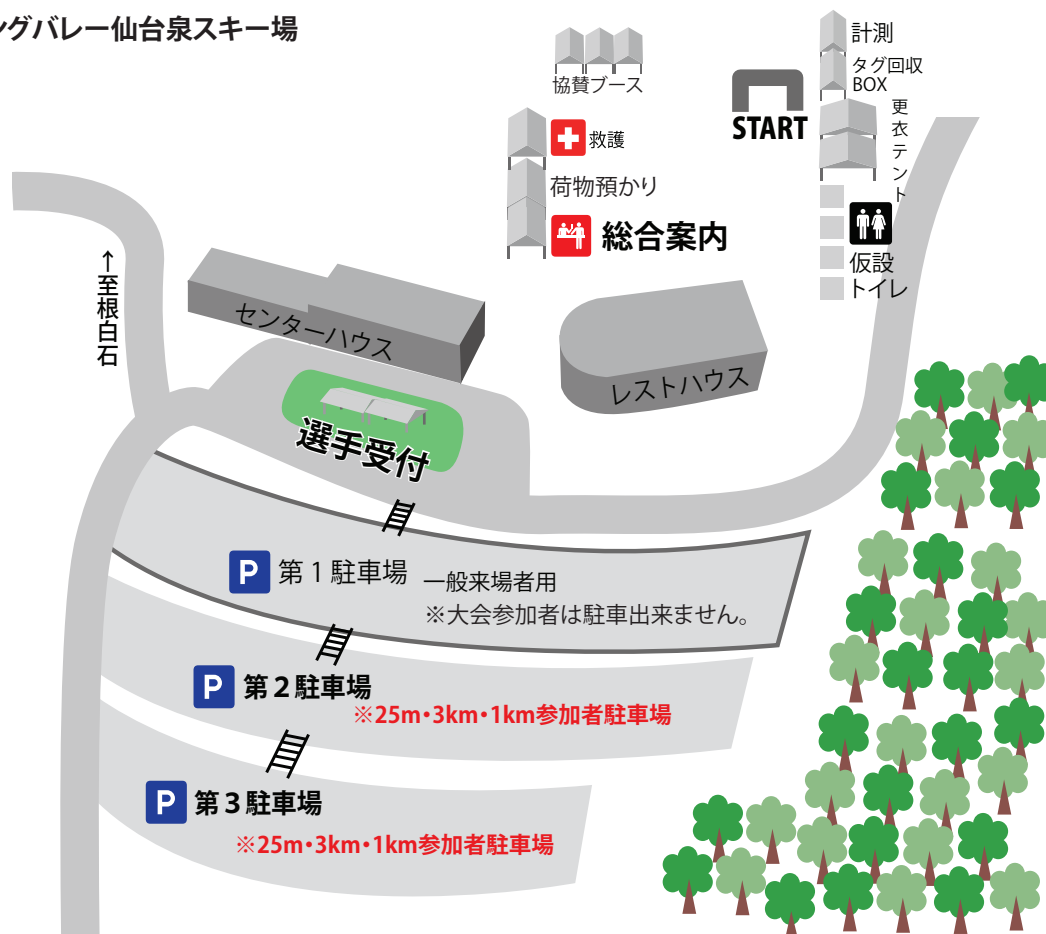 ングバレー仙台泉スキー場
計測
タグ回収
BOX
協賛ブース
START
更衣テント
救護
荷物預かり
総合案内
仮設
トイレ
↑至根白石
センターハウス
レストハウス
選手受付
P 第1駐車場 一般来場者用
※大会参加者は駐車出来ません。
P 第2駐車場
※25m・3km・1km参加者駐車場
P 第3駐車場
※25m・3km・1km参加者駐車場